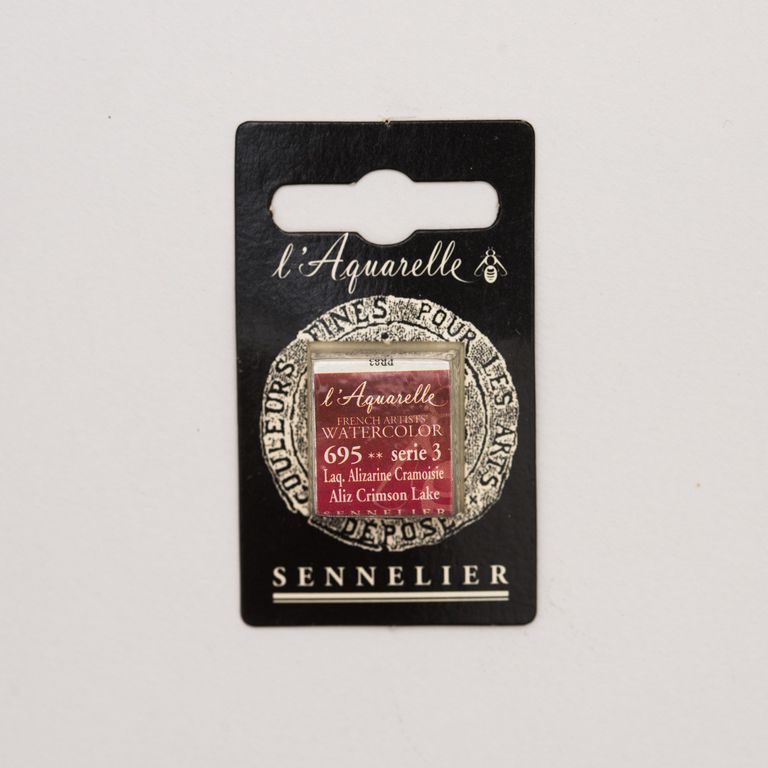 l'Aquarelle
COULEURS FINES POUR LES ARTS
PR83
l'Aquarelle
FRENCH ARTISTS'
WATERCOLOR
695 ** serie 3
Laq. Alizarine Cramoisie
Aliz Crimson Lake
SENNELIER
DÉPOSÉ
SENNELIER